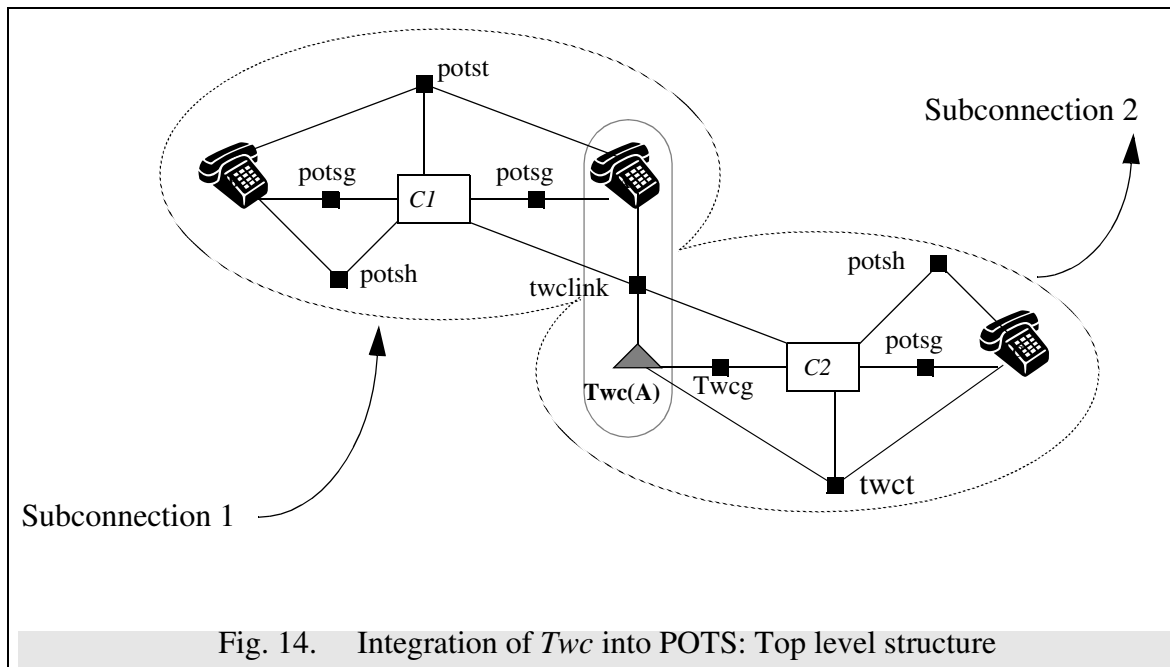 potst
Subconnection 2
potsg
potsg
C1
potsh
potsh
twclink
potsg
C2
Twc(A)
Twcg
twct
Subconnection 1
Fig. 14. Integration of Twc into POTS: Top level structure